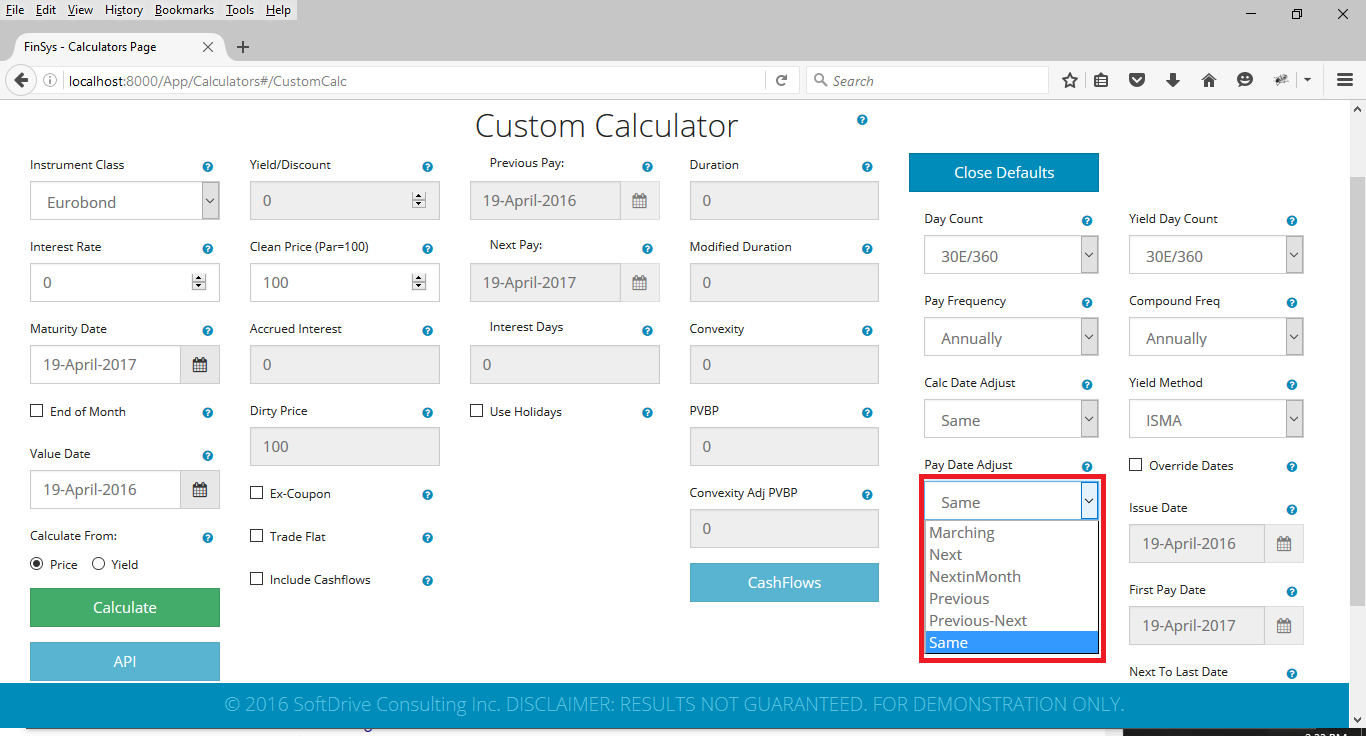 File Edit View History Bookmarks Tools Help
FinSys - Calculators Page
localhost:8000/App/Calculators#/CustomCalc
Search
Custom Calculator
Instrument Class
Eurobond
Interest Rate
0
Maturity Date
19-April-2017
End of Month
Value Date
19-April-2016
Calculate From:
Price Yield
Calculate
API
Yield/Discount
0
Clean Price (Par=100)
100
Accrued Interest
0
Dirty Price
100
Ex-Coupon
Trade Flat
Include Cashflows
Previous Pay:
19-April-2016
Next Pay:
19-April-2017
Interest Days
0
Use Holidays
Duration
0
Modified Duration
0
Convexity
0
PVBP
0
Convexity Adj PVBP
0
CashFlows
Close Defaults
Day Count
30E/360
Pay Frequency
Annually
Calc Date Adjust
Same
Pay Date Adjust
Same
Marching
Next
NextinMonth
Previous
Previous-Next
Same
Yield Day Count
30E/360
Compound Freq
Annually
Yield Method
ISMA
Override Dates
Issue Date
19-April-2016
First Pay Date
19-April-2017
Next To Last Date
© 2016 SoftDrive Consulting Inc. DISCLAIMER: RESULTS NOT GUARANTEED. FOR DEMONSTRATION ONLY.